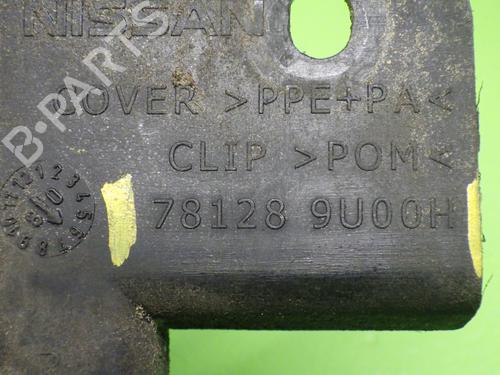 NISSAN
COVER >PPE+PA<
CLIP >POM<
78128 9U00H
B-PARTS